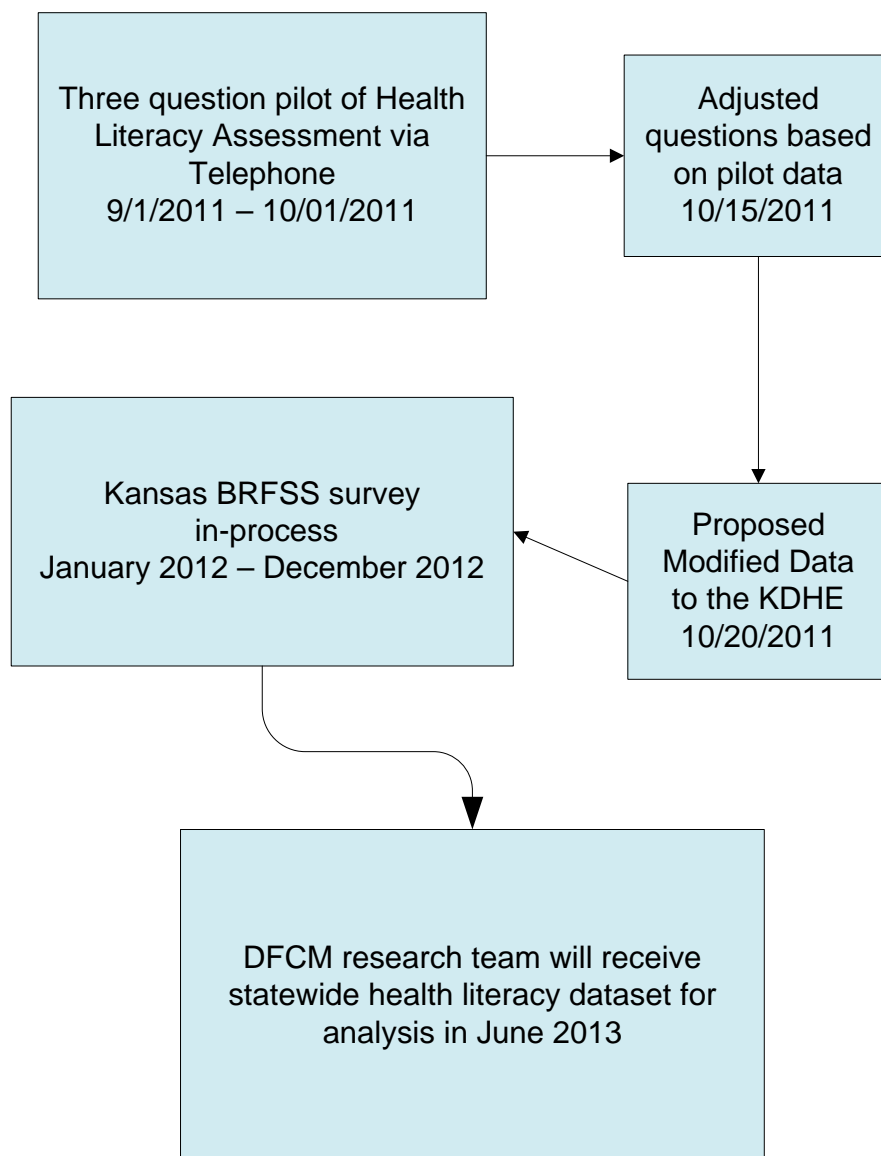 Three question pilot of Health
Literacy Assessment via
Telephone
9/1/2011 – 10/01/2011
Adjusted
questions based
on pilot data
10/15/2011
Proposed
Modified Data
to the KDHE
10/20/2011
Kansas BRFSS survey
in-process
January 2012 – December 2012
DFCM research team will receive
statewide health literacy dataset for
analysis in June 2013